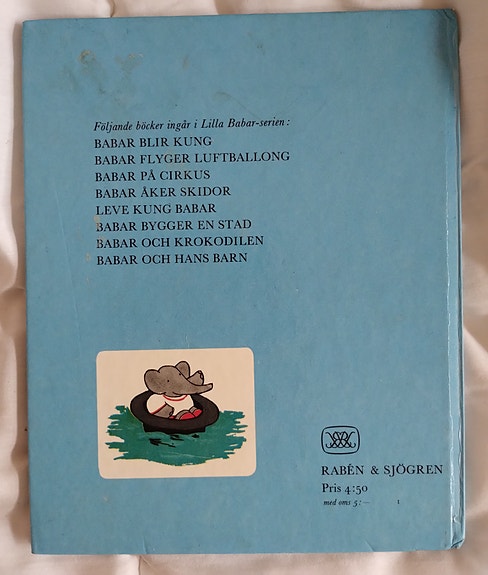 Följande böcker ingår i Lilla Babar-serien:
BABAR BLIR KUNG
BABAR FLYGER LUFTBALLONG
BABAR PÅ CIRKUS
BABAR ÅKER SKIDOR
LEVE KUNG BABAR
BABAR BYGGER EN STAD
BABAR OCH KROKODILEN
BABAR OCH HANS BARN
RABÉN & SJÖGREN
Pris 4:50
med oms 5:— 1